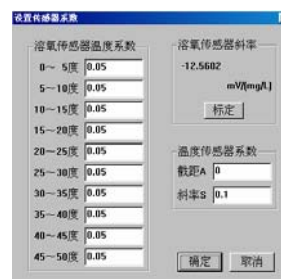 设置传感器系数
溶氧传感器温度系数
0～ 5度 0.05
5～10度 0.05
10～15度 0.05
15～20度 0.05
20～25度 0.05
25～30度 0.05
30～35度 0.05
35～40度 0.05
40～45度 0.05
45～50度 0.05
溶氧传感器斜率
-12.5602
mV/(mg/L)
标定
温度传感器系数
截距A 0
斜率S 0.1
确定 取消